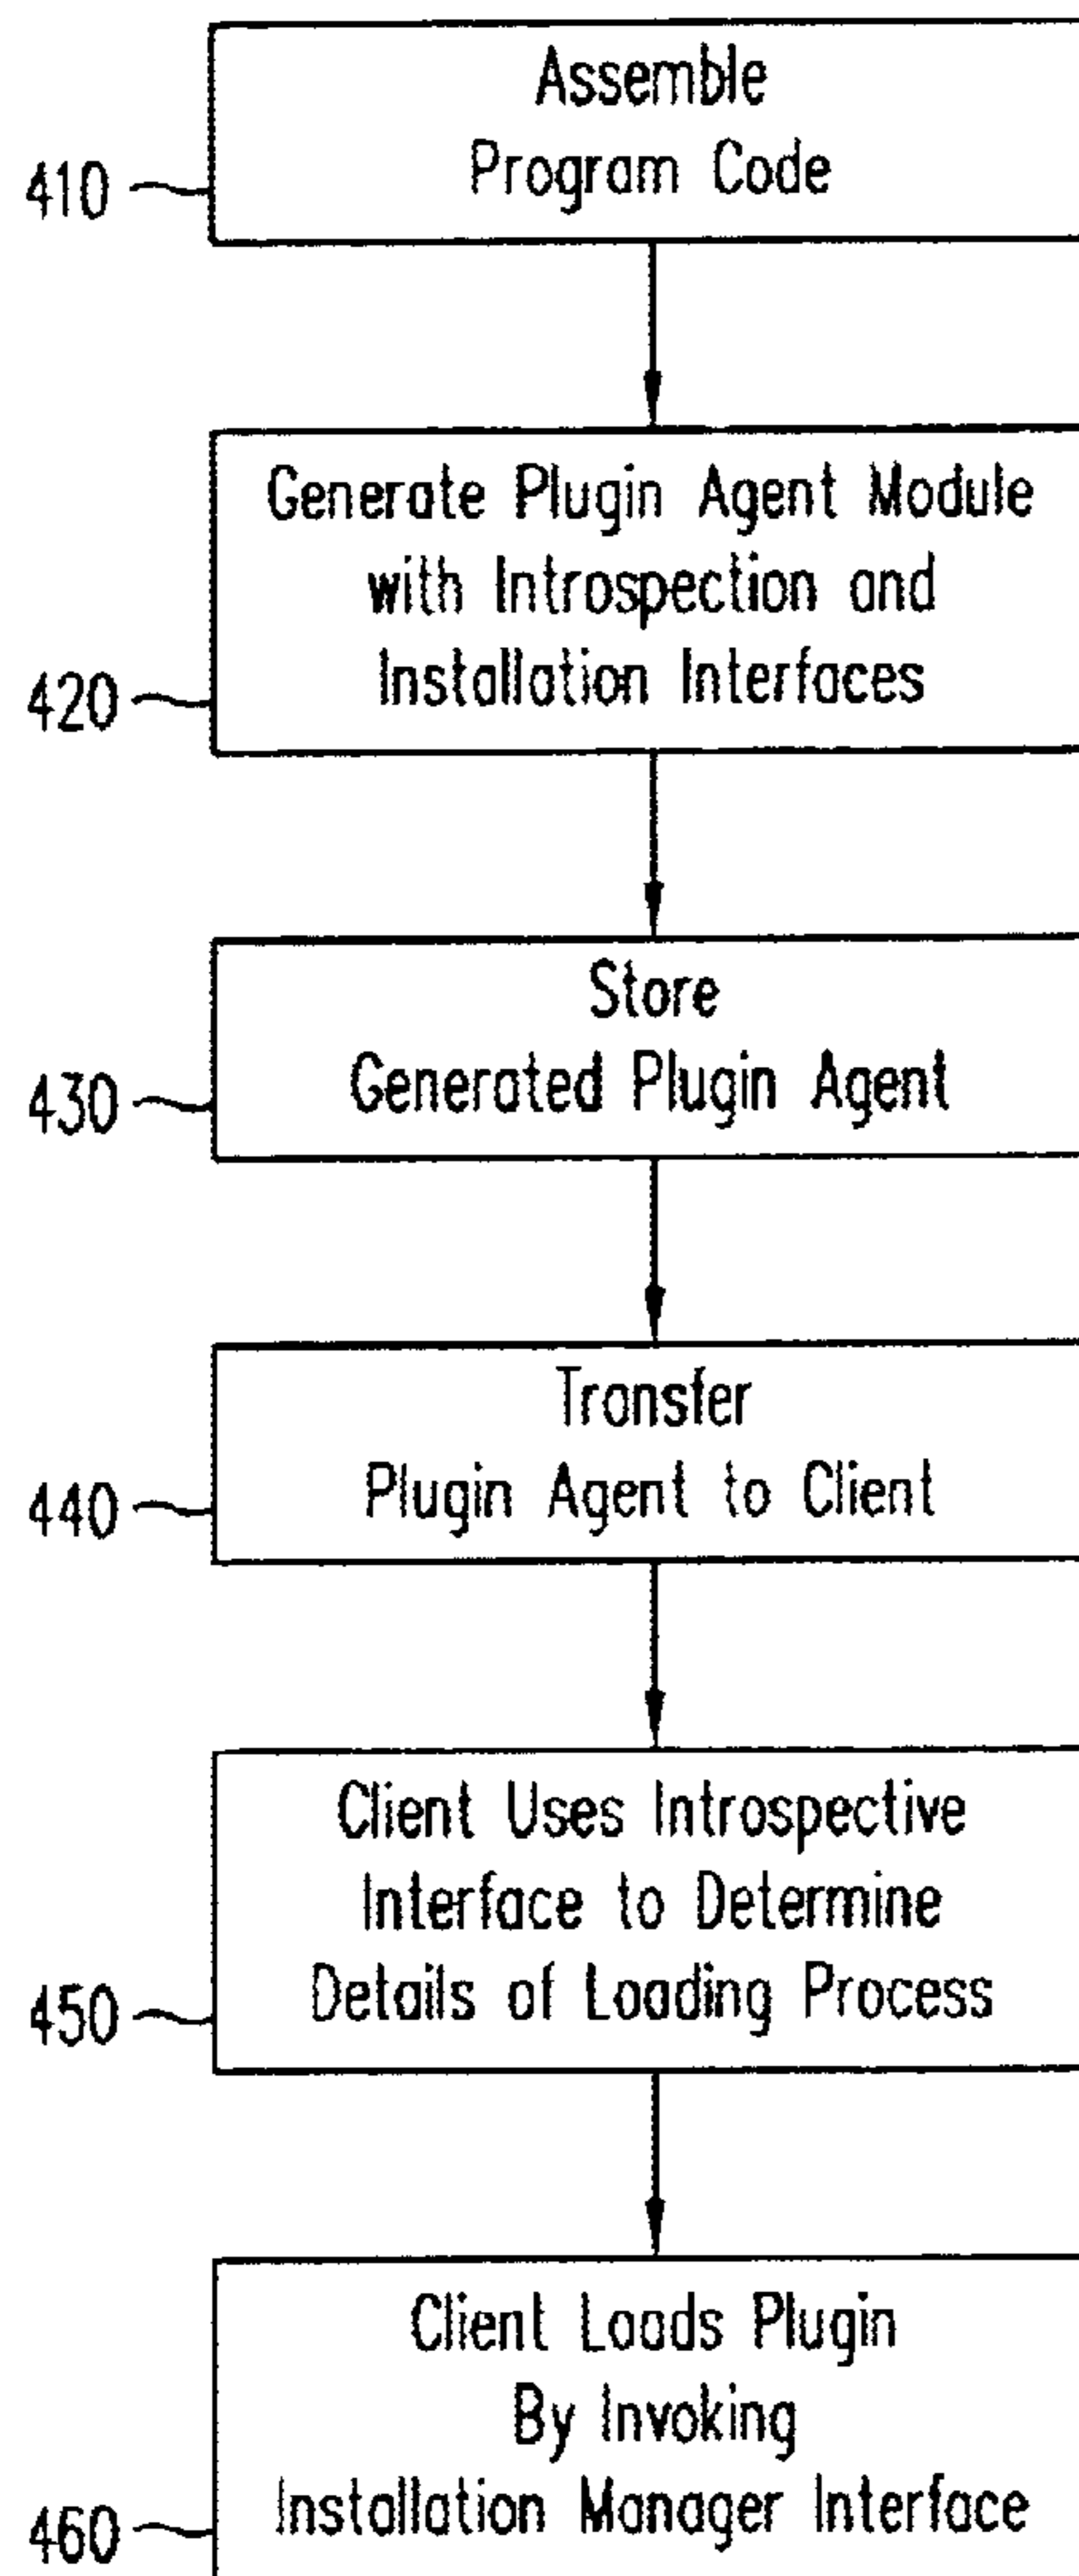 Assemble
Program Code
410
Generate Plugin Agent Module
with Introspection and
Installation Interfaces
420
Store
Generated Plugin Agent
430
Transfer
Plugin Agent to Client
440
Client Uses Introspective
Interface to Determine
Details of Loading Process
450
Client Loads Plugin
By Invoking
Installation Manager Interface
460